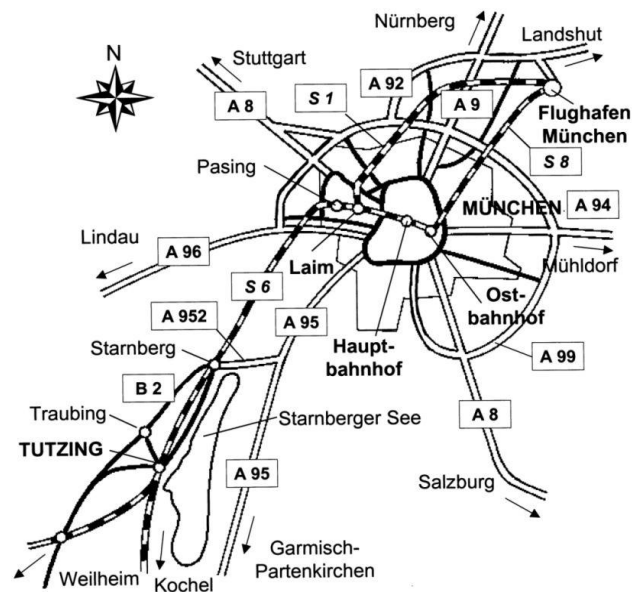 Nürnberg
Landshut
N
Stuttgart
A 92
S 1
A 8
A 9
Flughafen
München
Pasing
S 8
MÜNCHEN
A 94
Lindau
A 96
Laim
Mühldorf
S 6
Ost-
bahnhof
A 952
A 95
Haupt-
bahnhof
A 99
Starnberg
B 2
Starnberger See
A 8
Traubing
TUTZING
A 95
Salzburg
Garmisch-
Partenkirchen
Weilheim
Kochel